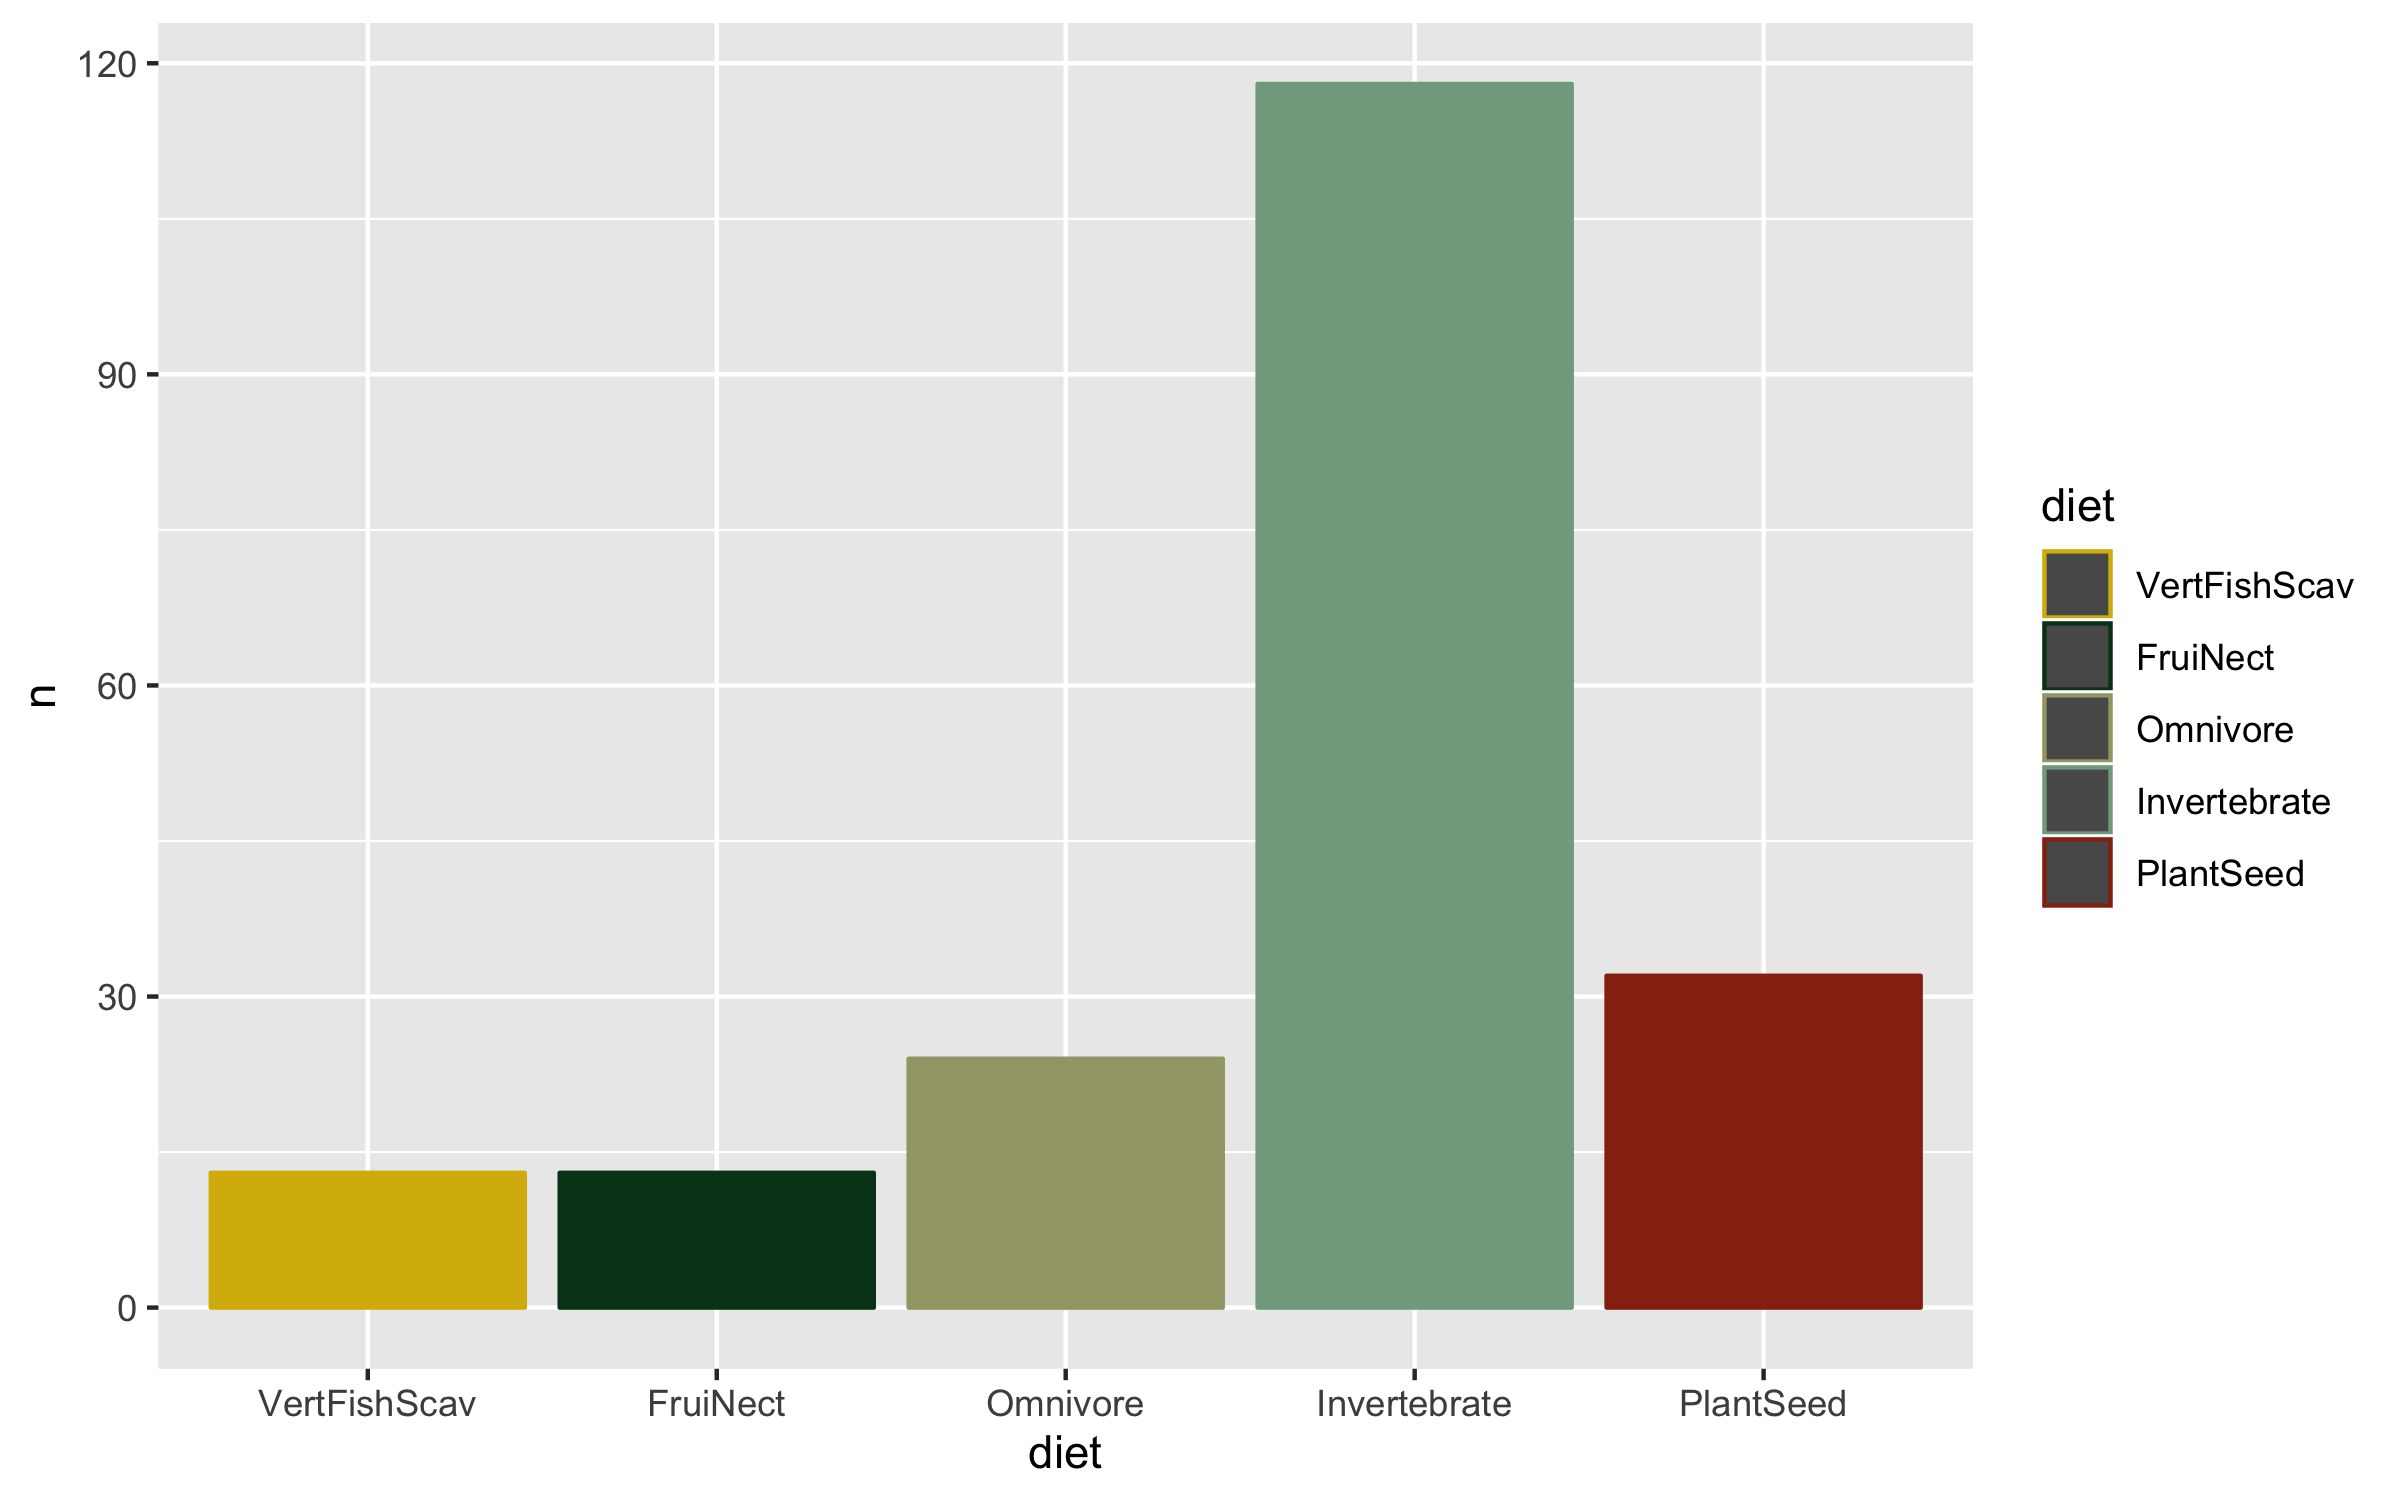 120
90
60
30
0
n
VertFishScav FruiNect Omnivore Invertebrate PlantSeed
diet
diet
VertFishScav
FruiNect
Omnivore
Invertebrate
PlantSeed